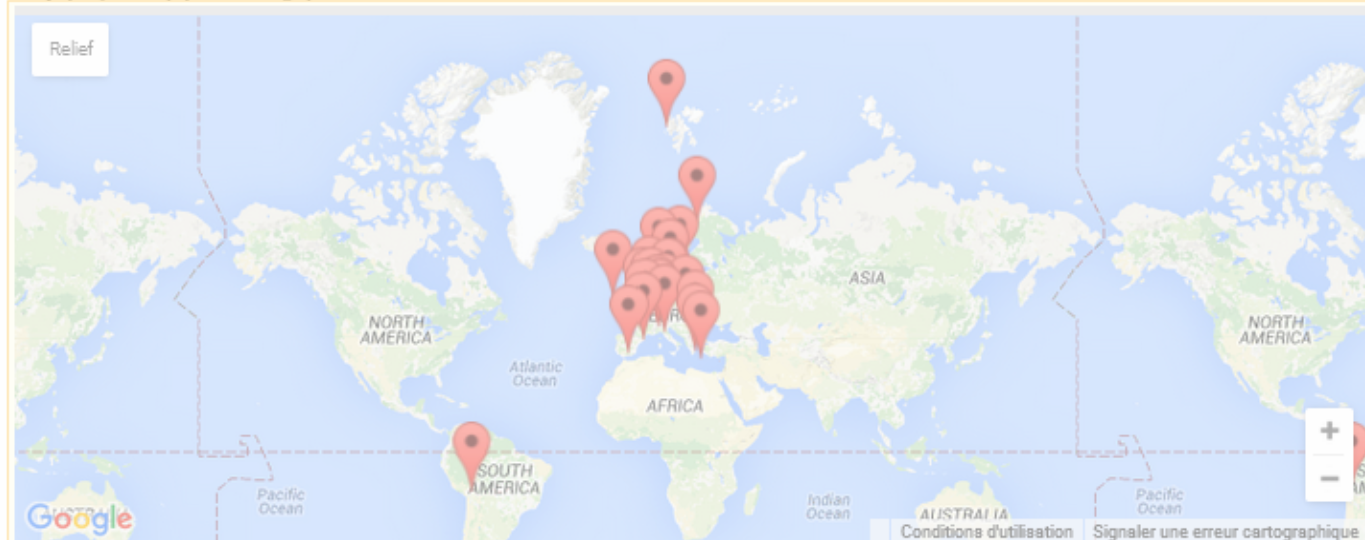 Relief
ASIA
NORTH
AMERICA
NORTH
AMERICA
Atlantic
Ocean
AFRICA
SOUTH
AMERICA
Pacific
Ocean
Indian
Ocean
Pacific
Ocean
AUSTRALIA
Google
Conditions d'utilisation
Signaler une erreur cartographique